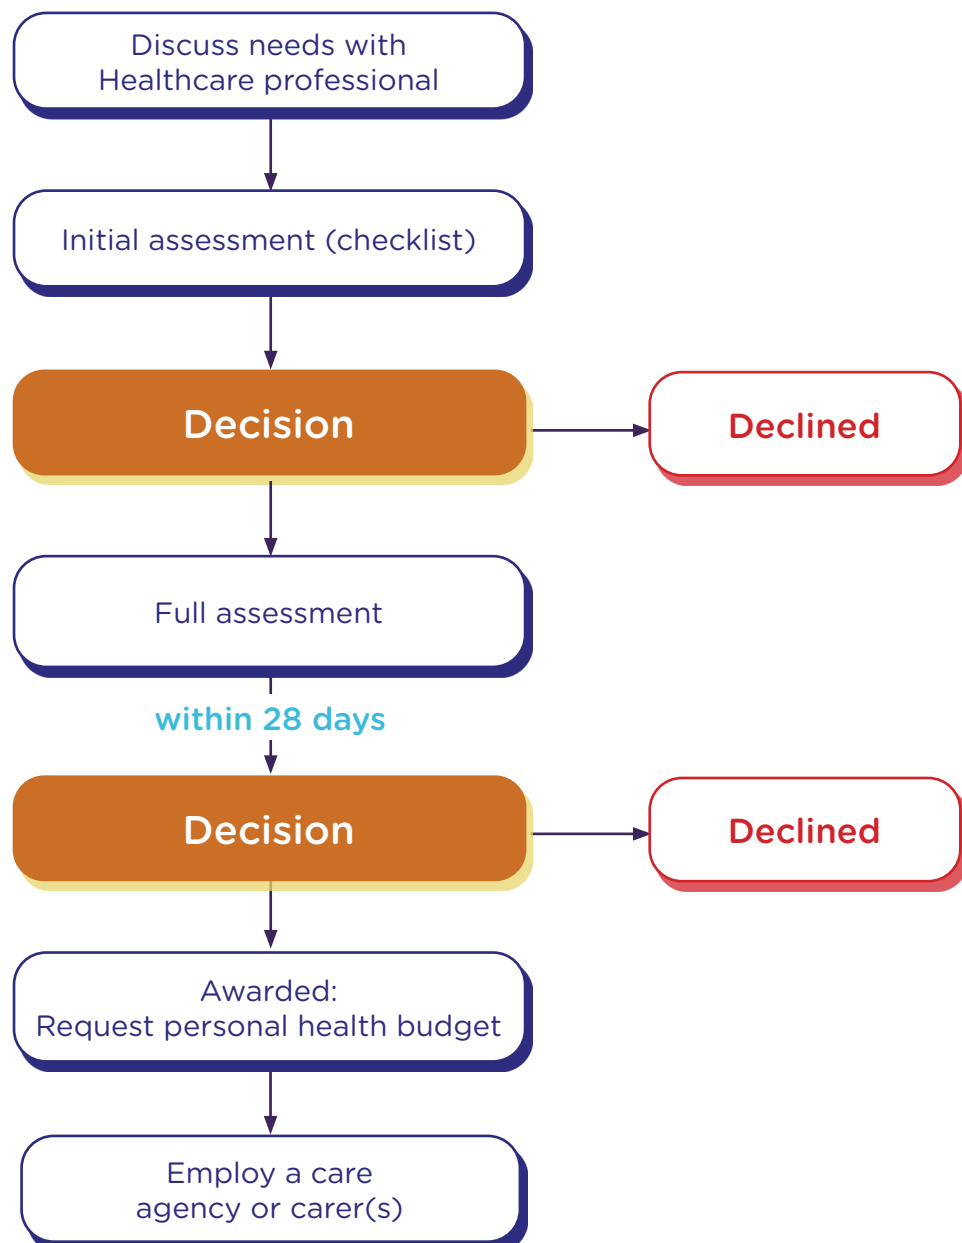 Discuss needs with
Healthcare professional
Initial assessment (checklist)
Decision
Declined
Full assessment
within 28 days
Decision
Declined
Awarded:
Request personal health budget
Employ a care
agency or carer(s)